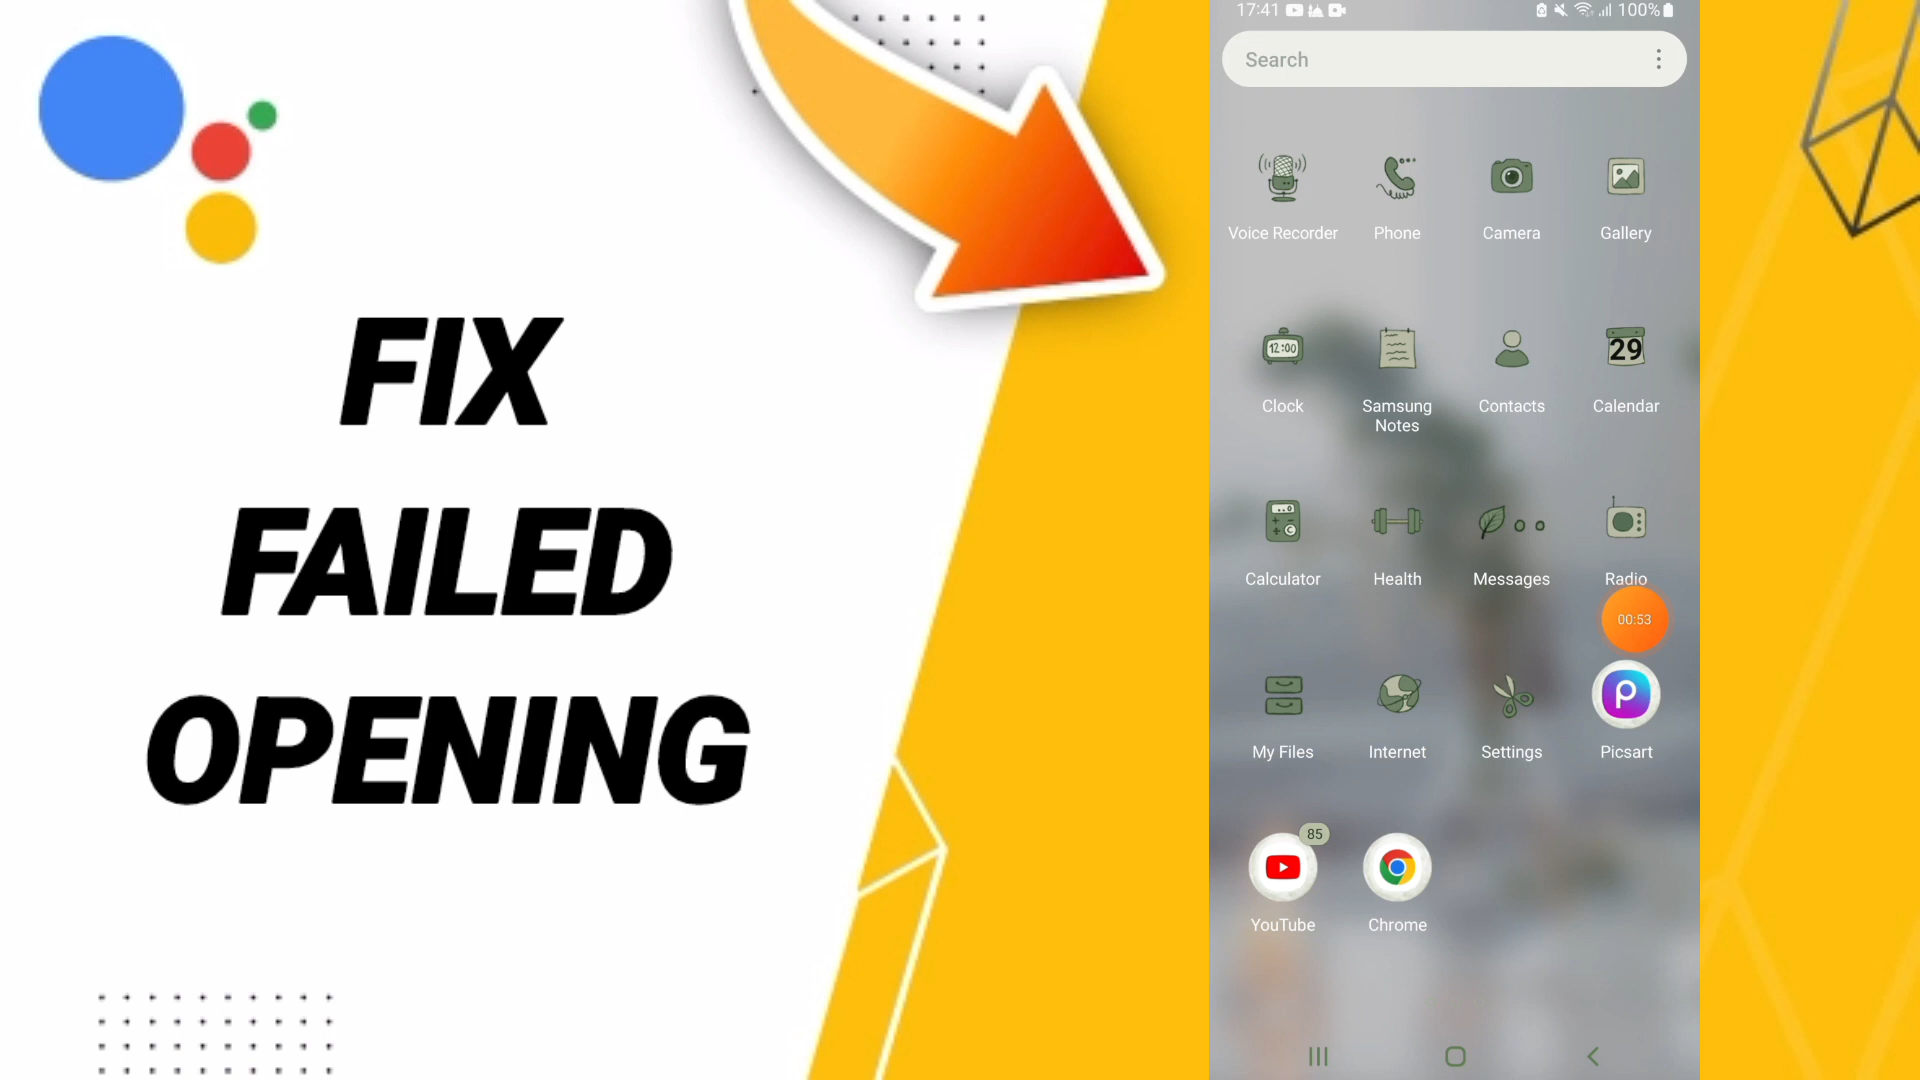 FIX
FAILED
OPENING
17:41
100%
Search
Voice Recorder
Phone
Camera
Gallery
12:00
29
Clock
Samsung
Notes
Contacts
Calendar
Calculator
Health
Messages
Radio
00:53
My Files
Internet
Settings
Picsart
85
YouTube
Chrome